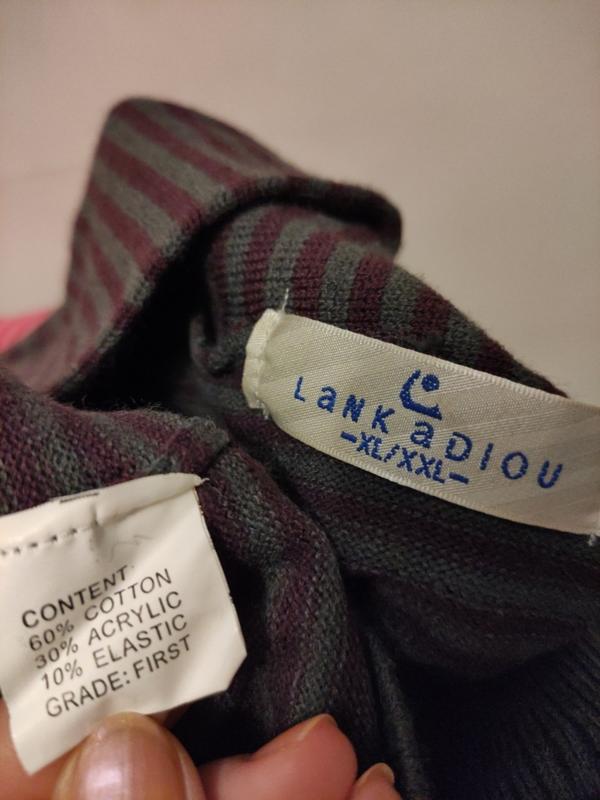 LaNKaDIOU
-XL/XXL-
CONTENT:
60% COTTON
30% ACRYLIC
10% ELASTIC
GRADE: FIRST